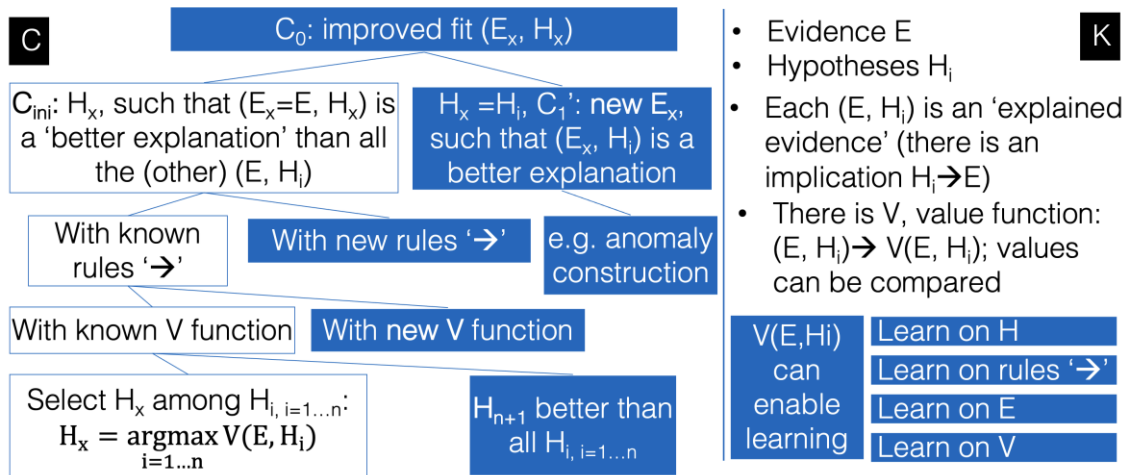 C
C₀: improved fit (Eₓ, Hₓ)
C_ini: Hₓ, such that (Eₓ=E, Hₓ) is
a ‘better explanation’ than all
the (other) (E, Hᵢ)
Hₓ =Hᵢ, C₁’: new Eₓ,
such that (Eₓ, Hᵢ) is a
better explanation
With known
rules ‘→’
With new rules ‘→’
e.g. anomaly
construction
With known V function
With new V function
Select Hₓ among H_{i, i=1…n}:
Hₓ = argmax V(E, Hᵢ)
i=1…n
H_{n+1} better than
all H_{i, i=1…n}
K
• Evidence E
• Hypotheses Hᵢ
• Each (E, Hᵢ) is an ‘explained
evidence’ (there is an
implication Hᵢ→E)
• There is V, value function:
(E, Hᵢ)→ V(E, Hᵢ); values
can be compared
V(E,Hi)
can
enable
learning
Learn on H
Learn on rules ‘→’
Learn on E
Learn on V